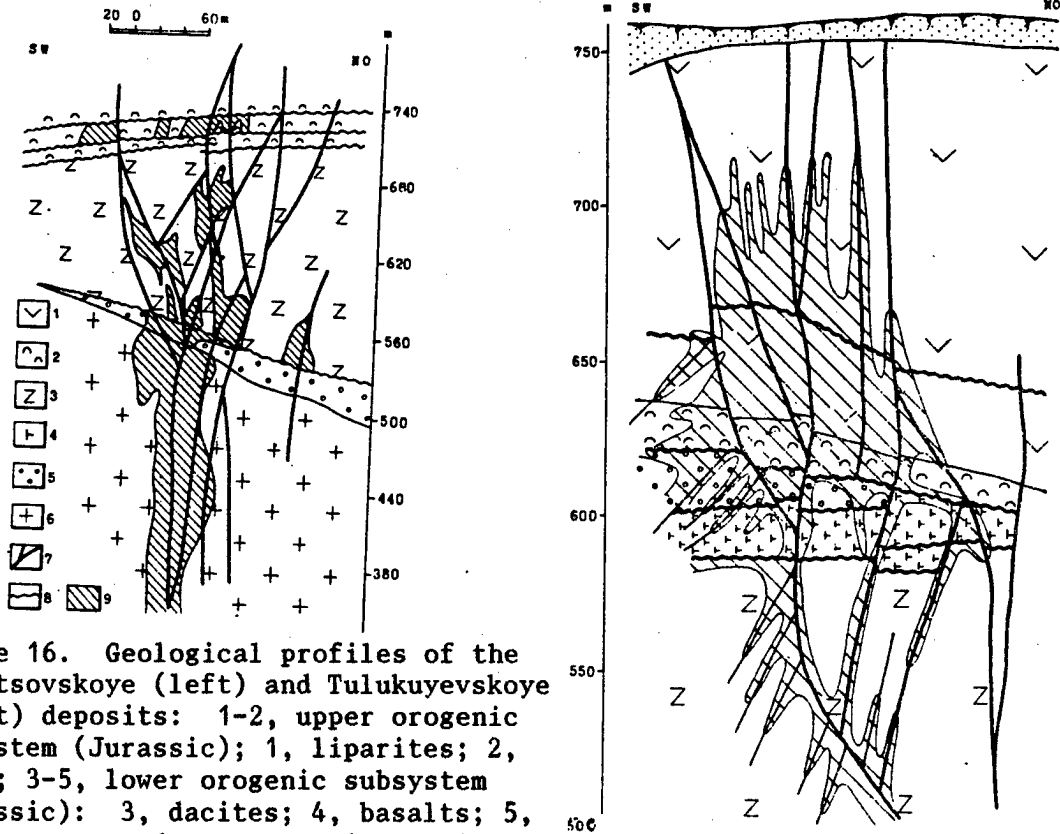 20 0 60m
SW
m
NO
740
680
620
560
500
440
380
1
2
3
4
5
6
7
8
9
e 16. Geological profiles of the
tsovskoye (left) and Tulukuyevskoye
t) deposits: 1-2, upper orogenic
stem (Jurassic); 1, liparites; 2,
; 3-5, lower orogenic subsystem
ssic): 3, dacites; 4, basalts; 5,
m
SW
NO
750
700
650
600
550